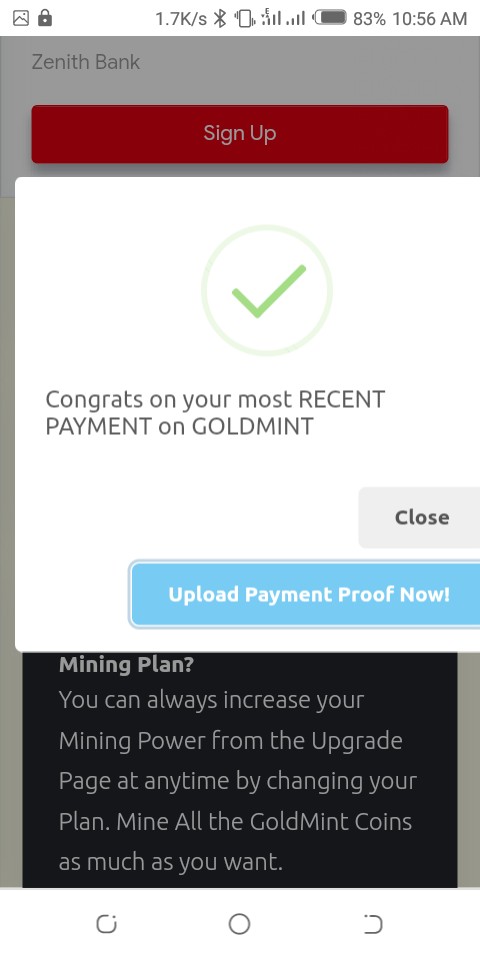 1.7K/s 83% 10:56 AM
Zenith Bank
Sign Up
Congrats on your most RECENT
PAYMENT on GOLDMINT
Close
Upload Payment Proof Now!
Mining Plan?
You can always increase your
Mining Power from the Upgrade
Page at anytime by changing your
Plan. Mine All the GoldMint Coins
as much as you want.